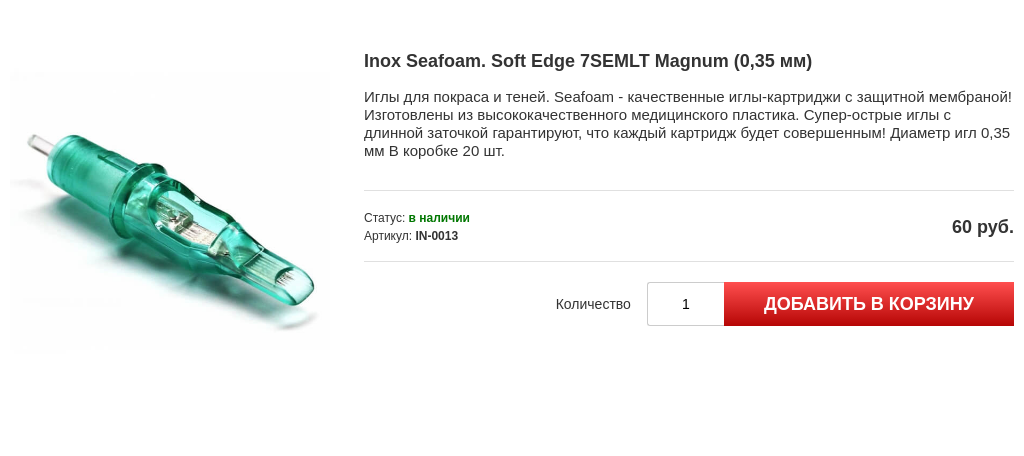 Inox Seafoam. Soft Edge 7SEMLT Magnum (0,35 мм)
Иглы для покраса и теней. Seafoam - качественные иглы-картриджи с защитной мембраной!
Изготовлены из высококачественного медицинского пластика. Супер-острые иглы с
длинной заточкой гарантируют, что каждый картридж будет совершенным! Диаметр игл 0,35
мм В коробке 20 шт.
Статус: в наличии
Артикул: IN-0013
60 руб.
Количество
1
ДОБАВИТЬ В КОРЗИНУ